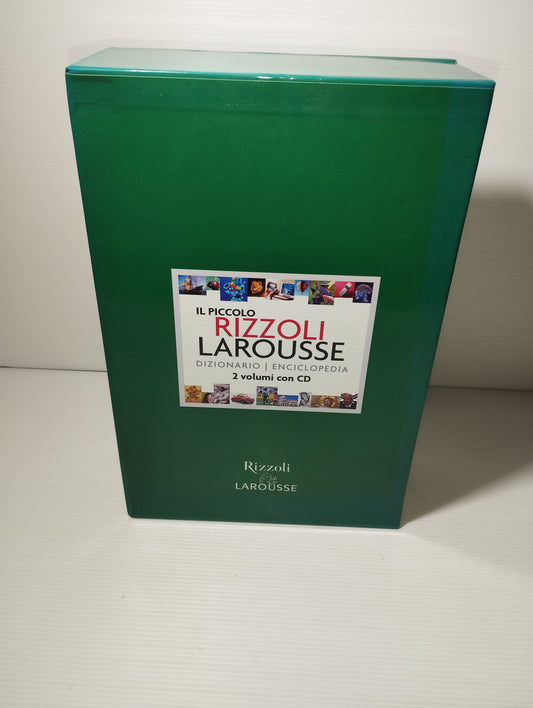 IL PICCOLO
RIZZOLI
LAROUSSE
DIZIONARIO | ENCICLOPEDIA
2 volumi con CD
Rizzoli
LAROUSSE